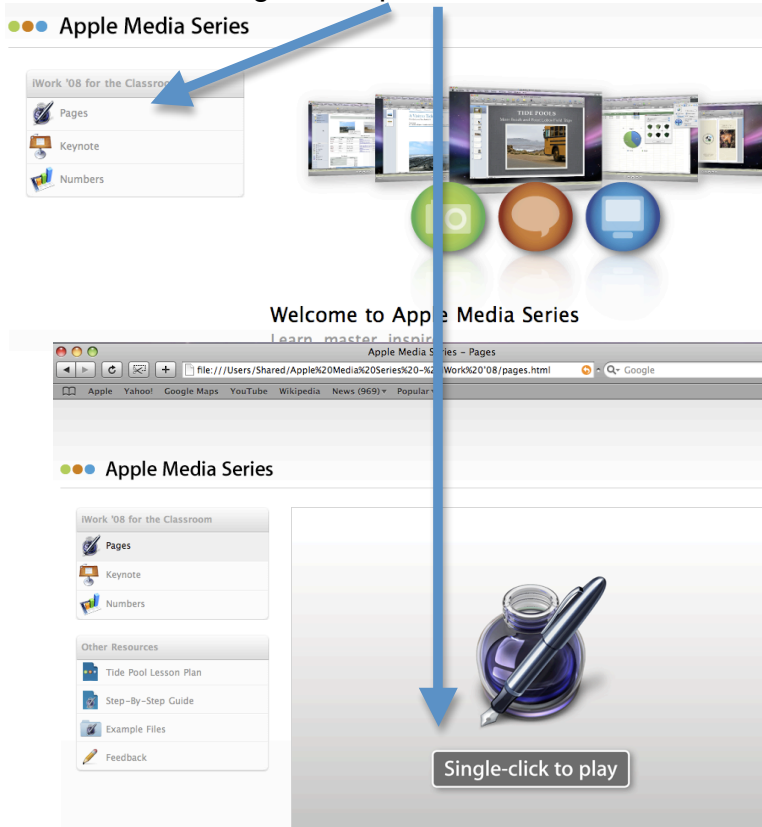 Apple Media Series
iWork '08 for the Classroom
Pages
Keynote
Numbers
TIDE POOLS
Welcome to Apple Media Series
Learn, master, inspire
Apple Media Series – Pages
file:///Users/Shared/Apple%20Media%20Series%20-%20iWork%20'08/pages.html
Google
Apple
Yahoo!
Google Maps
YouTube
Wikipedia
News (969)
Popular
Apple Media Series
iWork '08 for the Classroom
Pages
Keynote
Numbers
Other Resources
Tide Pool Lesson Plan
Step-By-Step Guide
Example Files
Feedback
Single-click to play